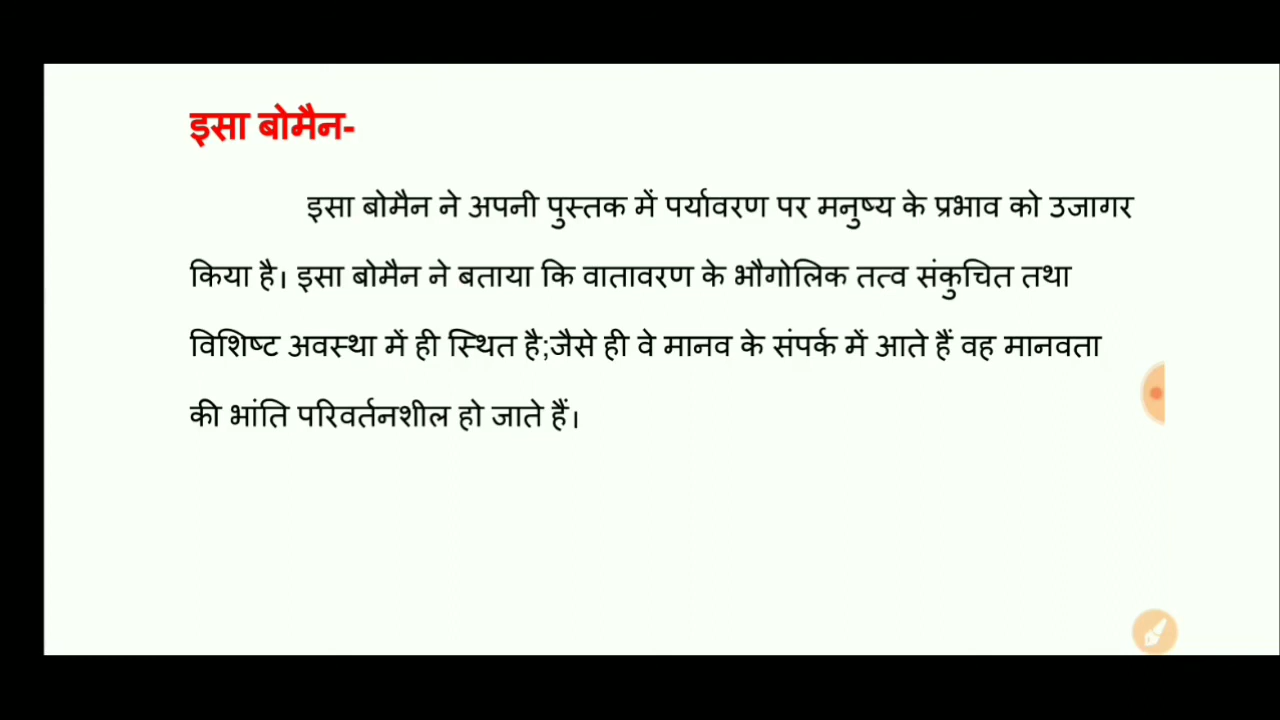 इसा बोमैन-
इसा बोमैन ने अपनी पुस्तक में पर्यावरण पर मनुष्य के प्रभाव को उजागर
किया है। इसा बोमैन ने बताया कि वातावरण के भौगोलिक तत्व संकुचित तथा
विशिष्ट अवस्था में ही स्थित है;जैसे ही वे मानव के संपर्क में आते हैं वह मानवता
की भांति परिवर्तनशील हो जाते हैं।